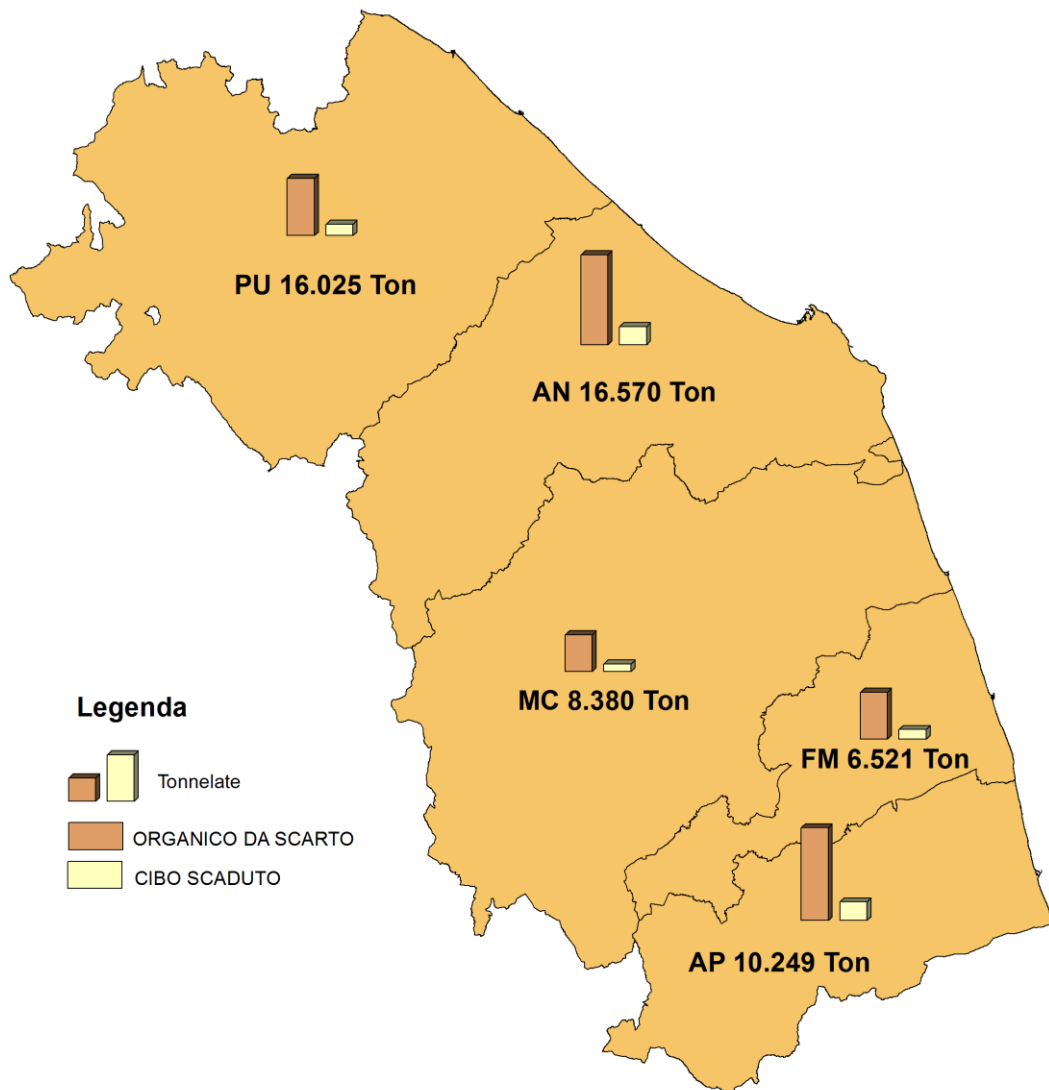 PU 16.025 Ton
AN 16.570 Ton
MC 8.380 Ton
FM 6.521 Ton
AP 10.249 Ton
Legenda
Tonnelate
ORGANICO DA SCARTO
CIBO SCADUTO